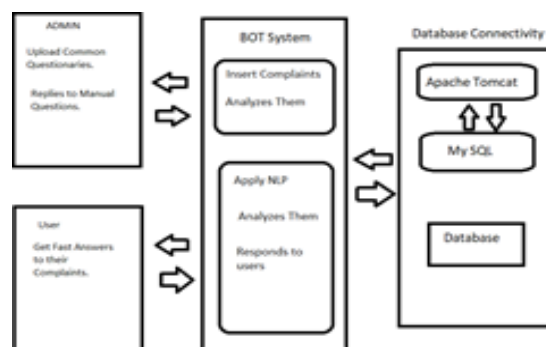 ADMIN
Upload Common
Questionaries.
Replies to Manual
Questions.
User
Get Fast Answers
to their
Complaints.
BOT System
Insert Complaints
Analyzes Them
Apply NLP
Analyzes Them
Responds to
users
Database Connectivity
Apache Tomcat
My SQL
Database